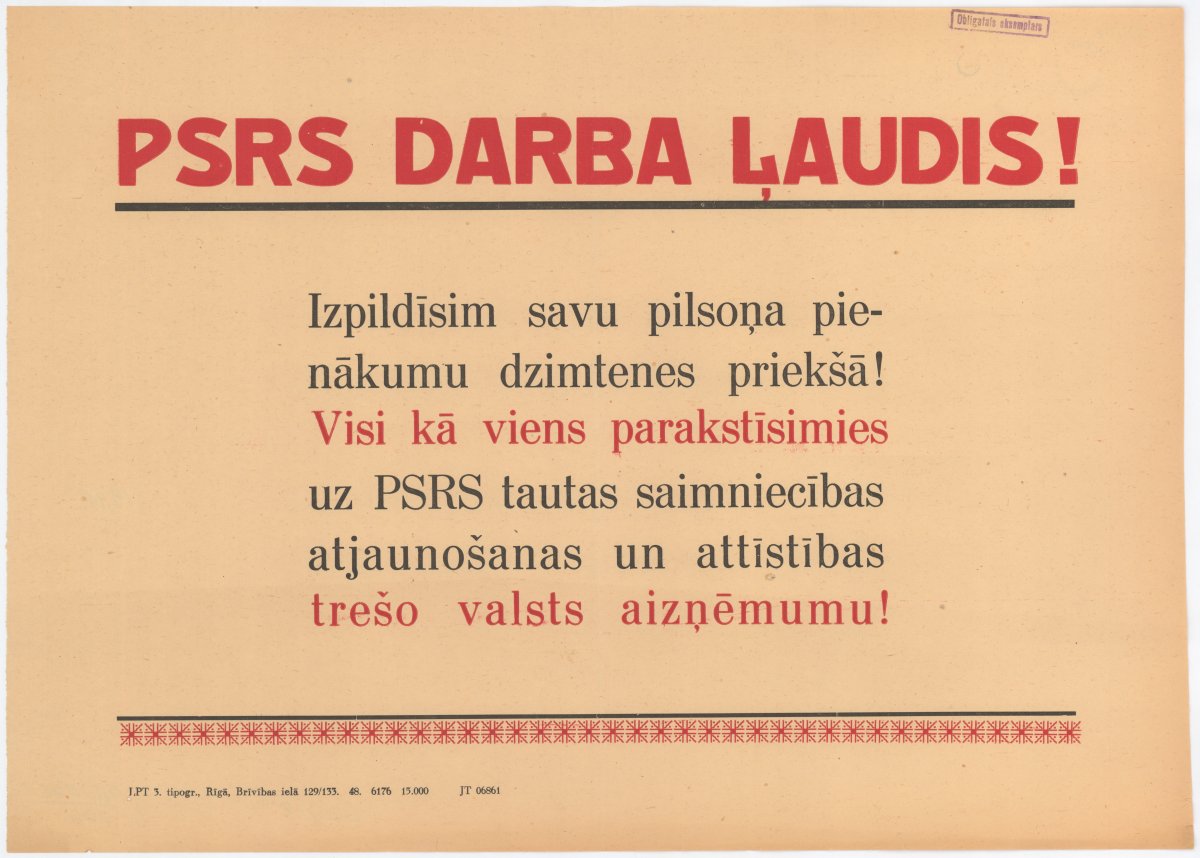 Obligatais eksemplars
PSRS DARBA ĻAUDIS!
Izpildīsim savu pilsoņa pie-
nākumu dzimtenes priekšā!
Visi kā viens parakstīsimies
uz PSRS tautas saimniecības
atjaunošanas un attīstības
trešo valsts aizņēmumu!
LPT 3. tipogr., Rīgā, Brīvības ielā 129/133. 48. 6176 15.000 JT 06861